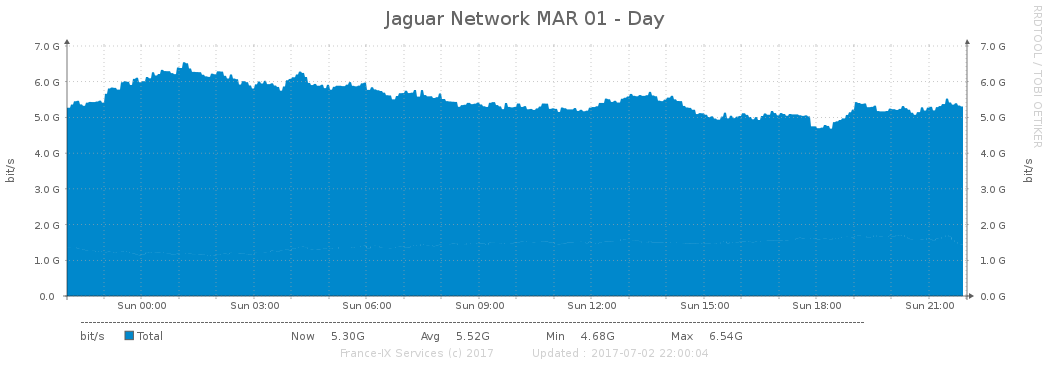 Jaguar Network MAR 01 - Day
RRDTOOL / TOBI OETIKER
bit/s
7.0 G 7.0 G
6.0 G 6.0 G
5.0 G 5.0 G
4.0 G 4.0 G
3.0 G 3.0 G
2.0 G 2.0 G
1.0 G 1.0 G
0.0 0.0 G
bit/s
Sun 00:00 Sun 03:00 Sun 06:00 Sun 09:00 Sun 12:00 Sun 15:00 Sun 18:00 Sun 21:00
bit/s Total Now 5.30G Avg 5.52G Min 4.68G Max 6.54G
France-IX Services (c) 2017 Updated : 2017-07-02 22:00:04